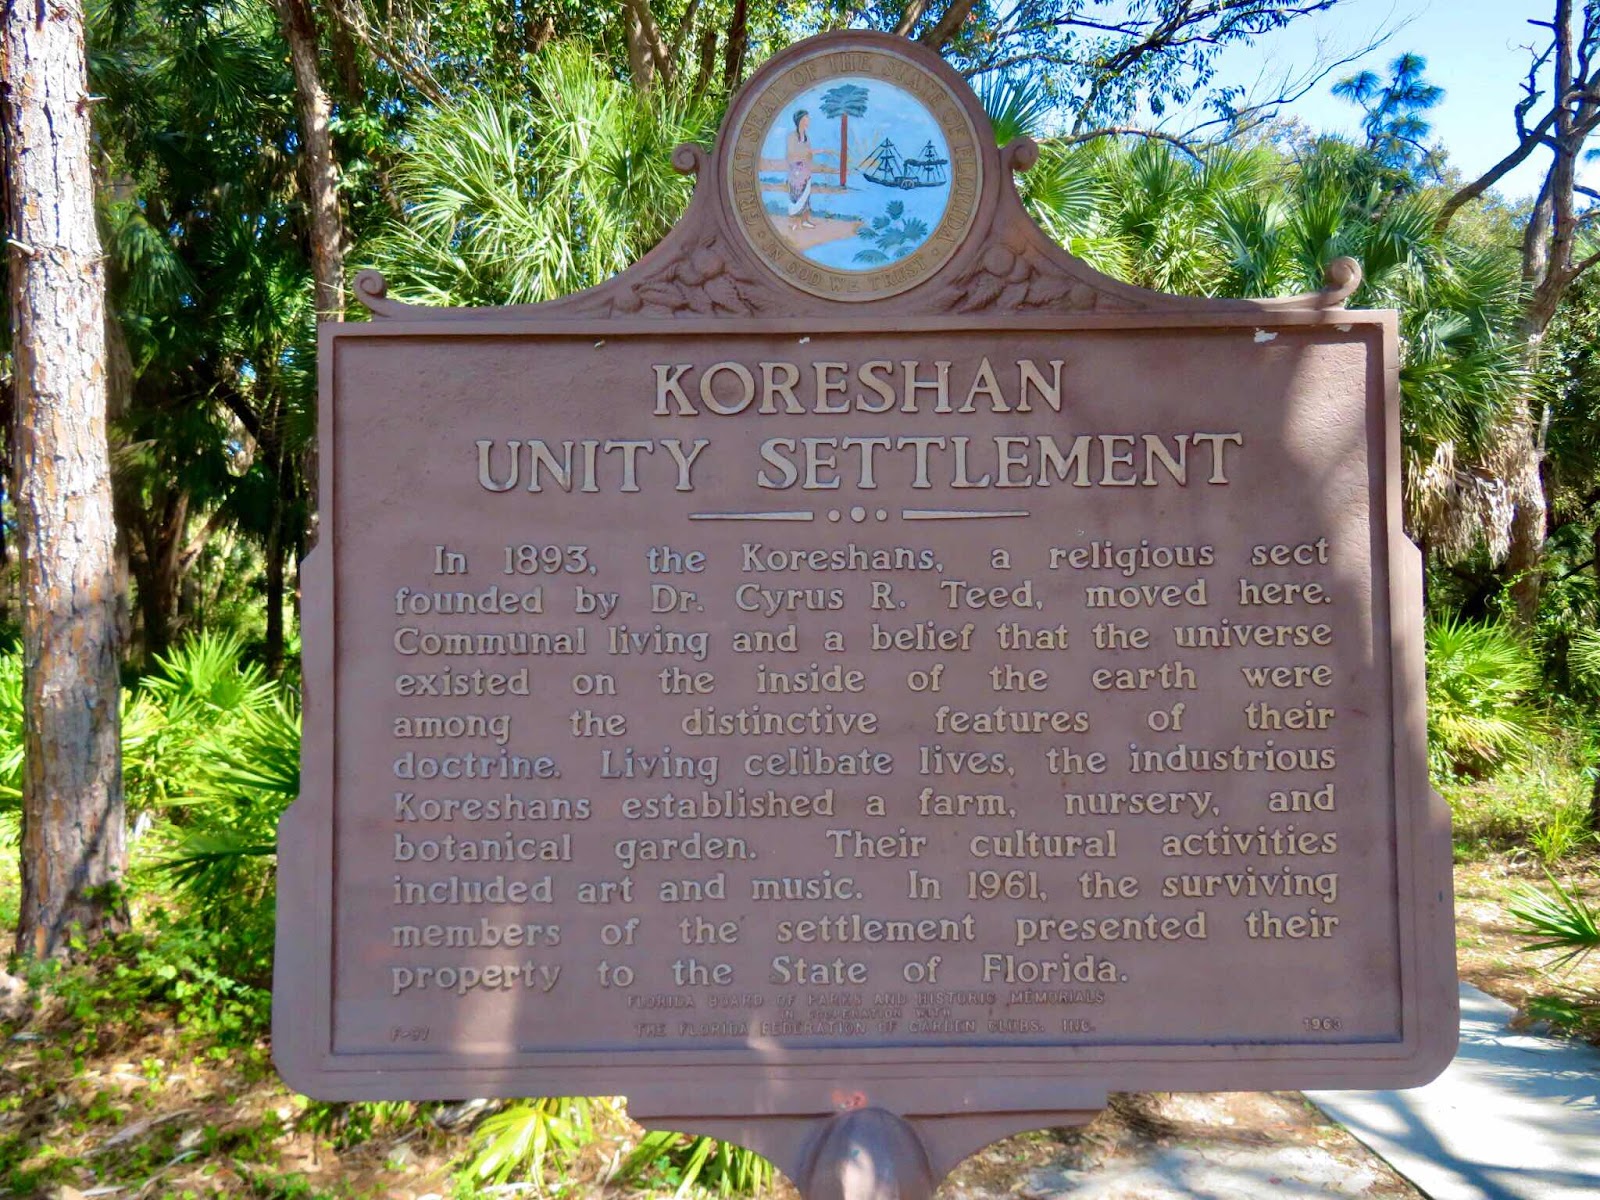 GREAT SEAL OF THE STATE OF FLORIDA
IN GOD WE TRUST
KORESHAN
UNITY SETTLEMENT
In 1893, the Koreshans, a religious sect
founded by Dr. Cyrus R. Teed, moved here.
Communal living and a belief that the universe
existed on the inside of the earth were
among the distinctive features of their
doctrine. Living celibate lives, the industrious
Koreshans established a farm, nursery, and
botanical garden. Their cultural activities
included art and music. In 1961, the surviving
members of the settlement presented their
property to the State of Florida.
FLORIDA BOARD OF PARKS AND HISTORIC MEMORIALS
IN COOPERATION WITH
F-97 THE FLORIDA FEDERATION OF GARDEN CLUBS, INC. 1963